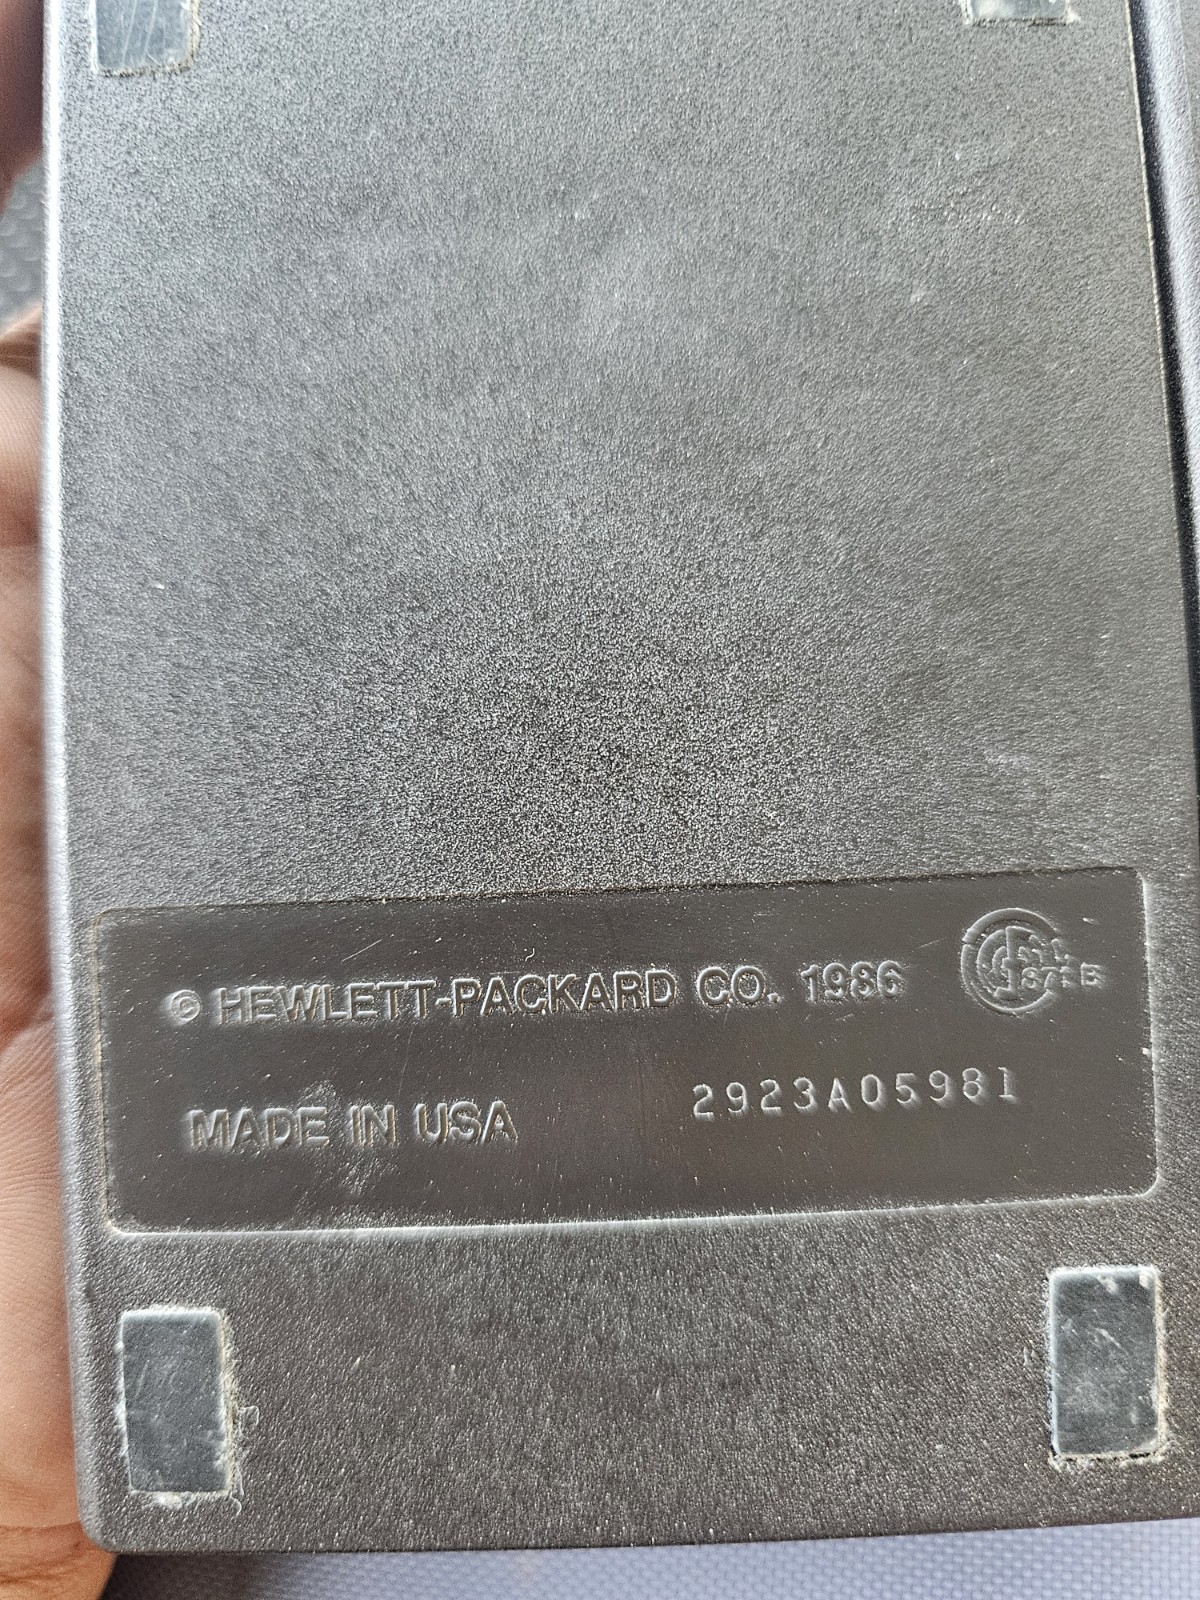 © HEWLETT-PACKARD CO. 1986
MADE IN USA 2923A05981